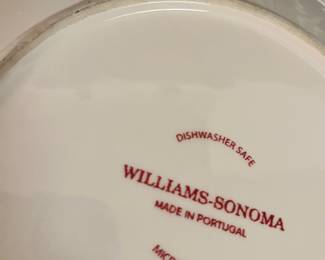 DISHWASHER SAFE
WILLIAMS-SONOMA
MADE IN PORTUGAL